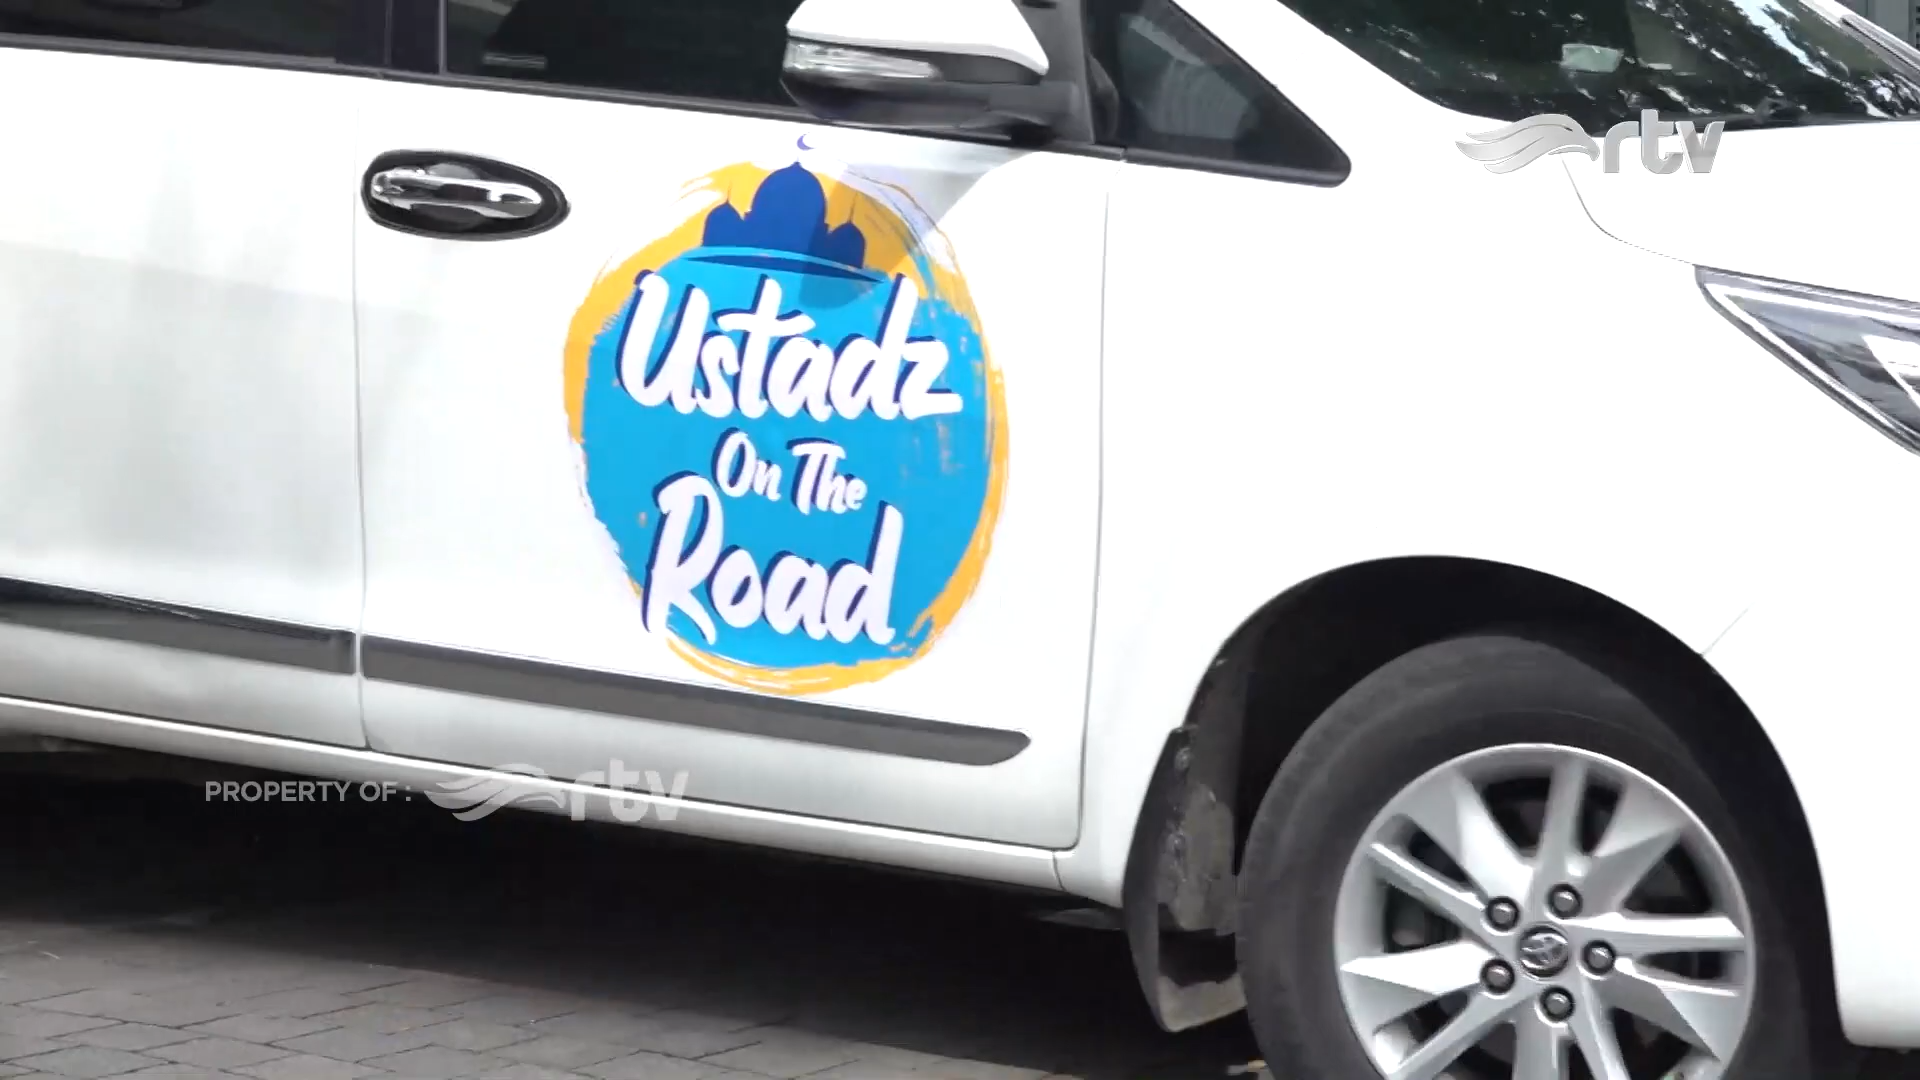 rtv
Ustadz
On The
Road
PROPERTY OF : rtv